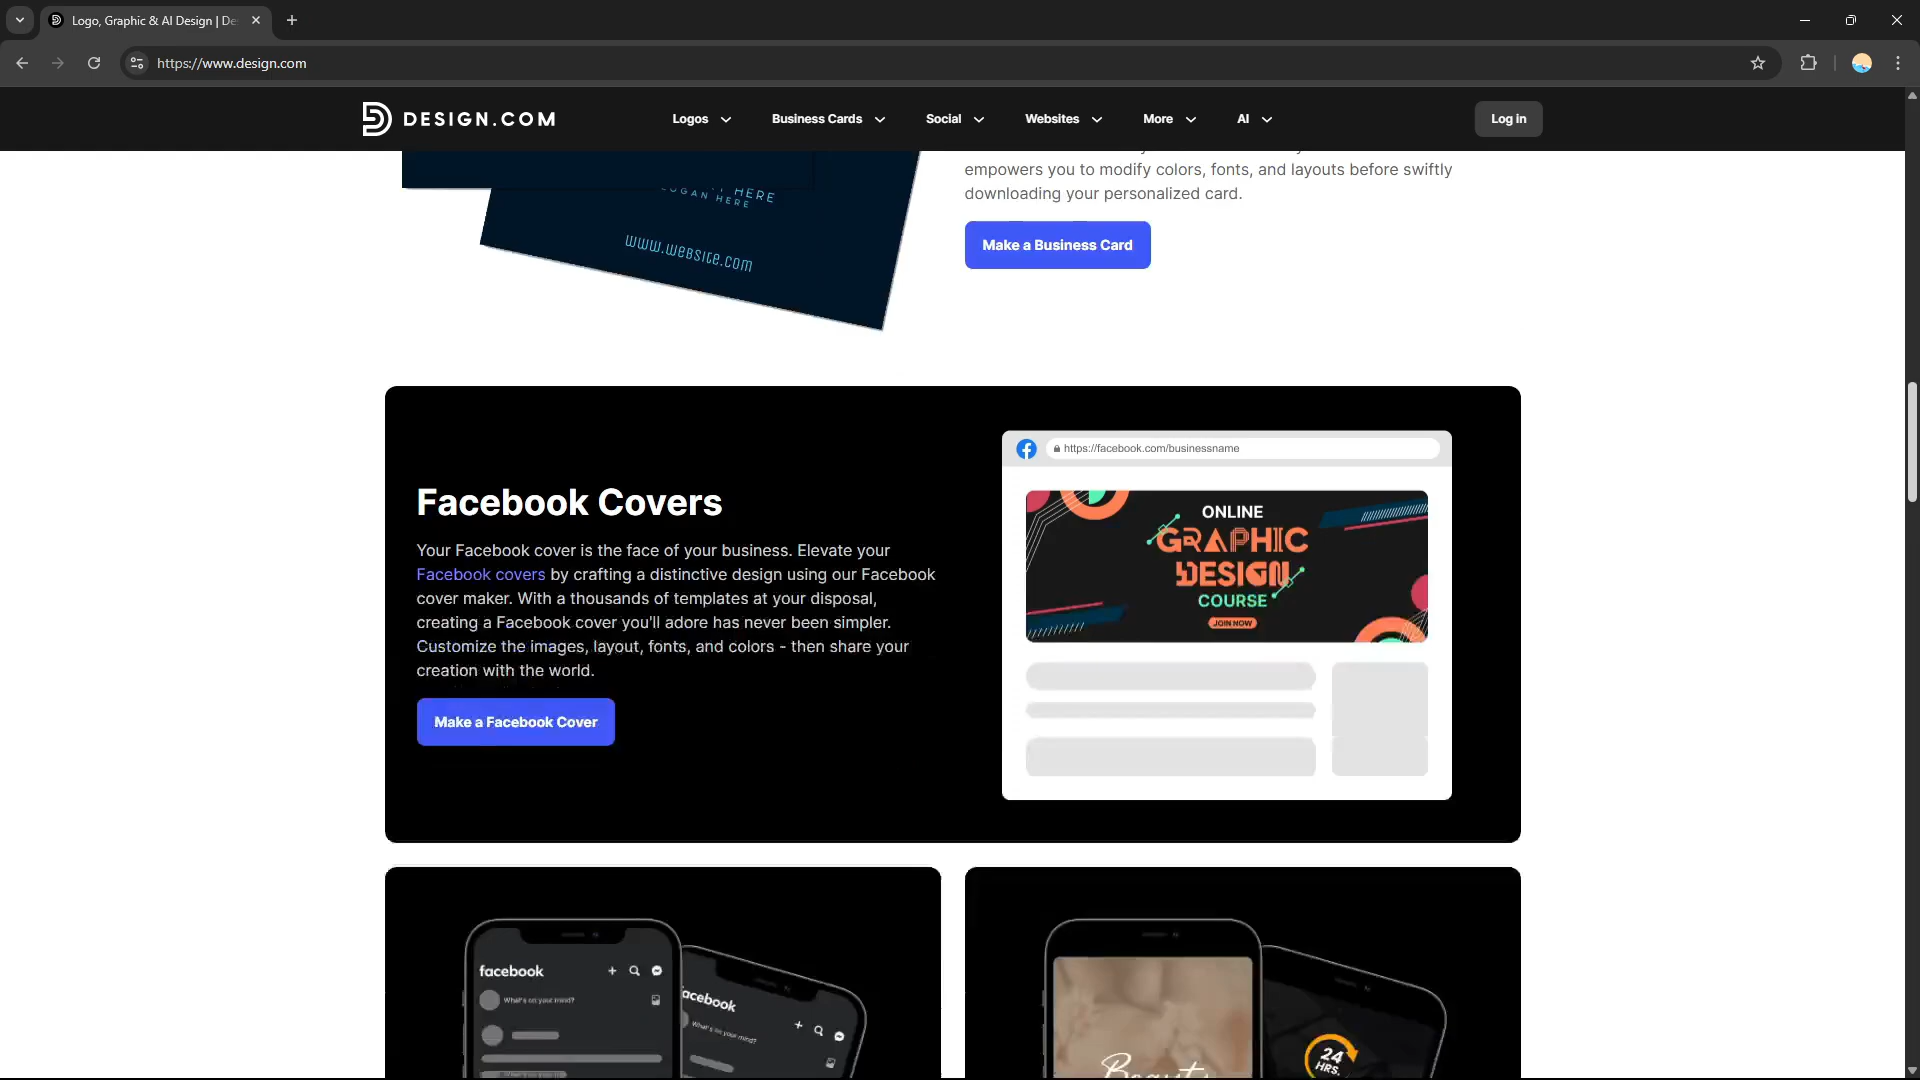 Logo, Graphic & AI Design | De
https://www.design.com
DESIGN.COM
Logos
Business Cards
Social
Websites
More
AI
Log in
HERE
HERE
www.website.com
empowers you to modify colors, fonts, and layouts before swiftly
downloading your personalized card.
Make a Business Card
Facebook Covers
Your Facebook cover is the face of your business. Elevate your
Facebook covers by crafting a distinctive design using our Facebook
cover maker. With a thousands of templates at your disposal,
creating a Facebook cover you'll adore has never been simpler.
Customize the images, layout, fonts, and colors - then share your
creation with the world.
Make a Facebook Cover
https://facebook.com/businessname
ONLINE
GRAPHIC
DESIGN
COURSE
JOIN NOW
facebook
What's on your mind?
acebook
What's on your mind?
Beauty
24
HRS.